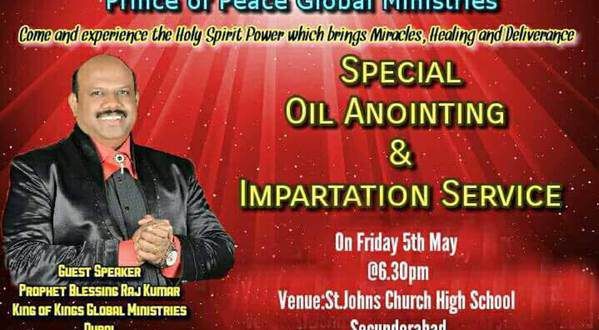 Prince of Peace Global Ministries
Come and experience the Holy Spirit Power which brings Miracles, Healing and Deliverance
SPECIAL
OIL ANOINTING
&
IMPARTATION SERVICE
On Friday 5th May
@6.30pm
Venue:St.Johns Church High School
Secunderabad
GUEST SPEAKER
PROPHET BLESSING RAJ KUMAR
KING OF KINGS GLOBAL MINISTRIES
DUBAI